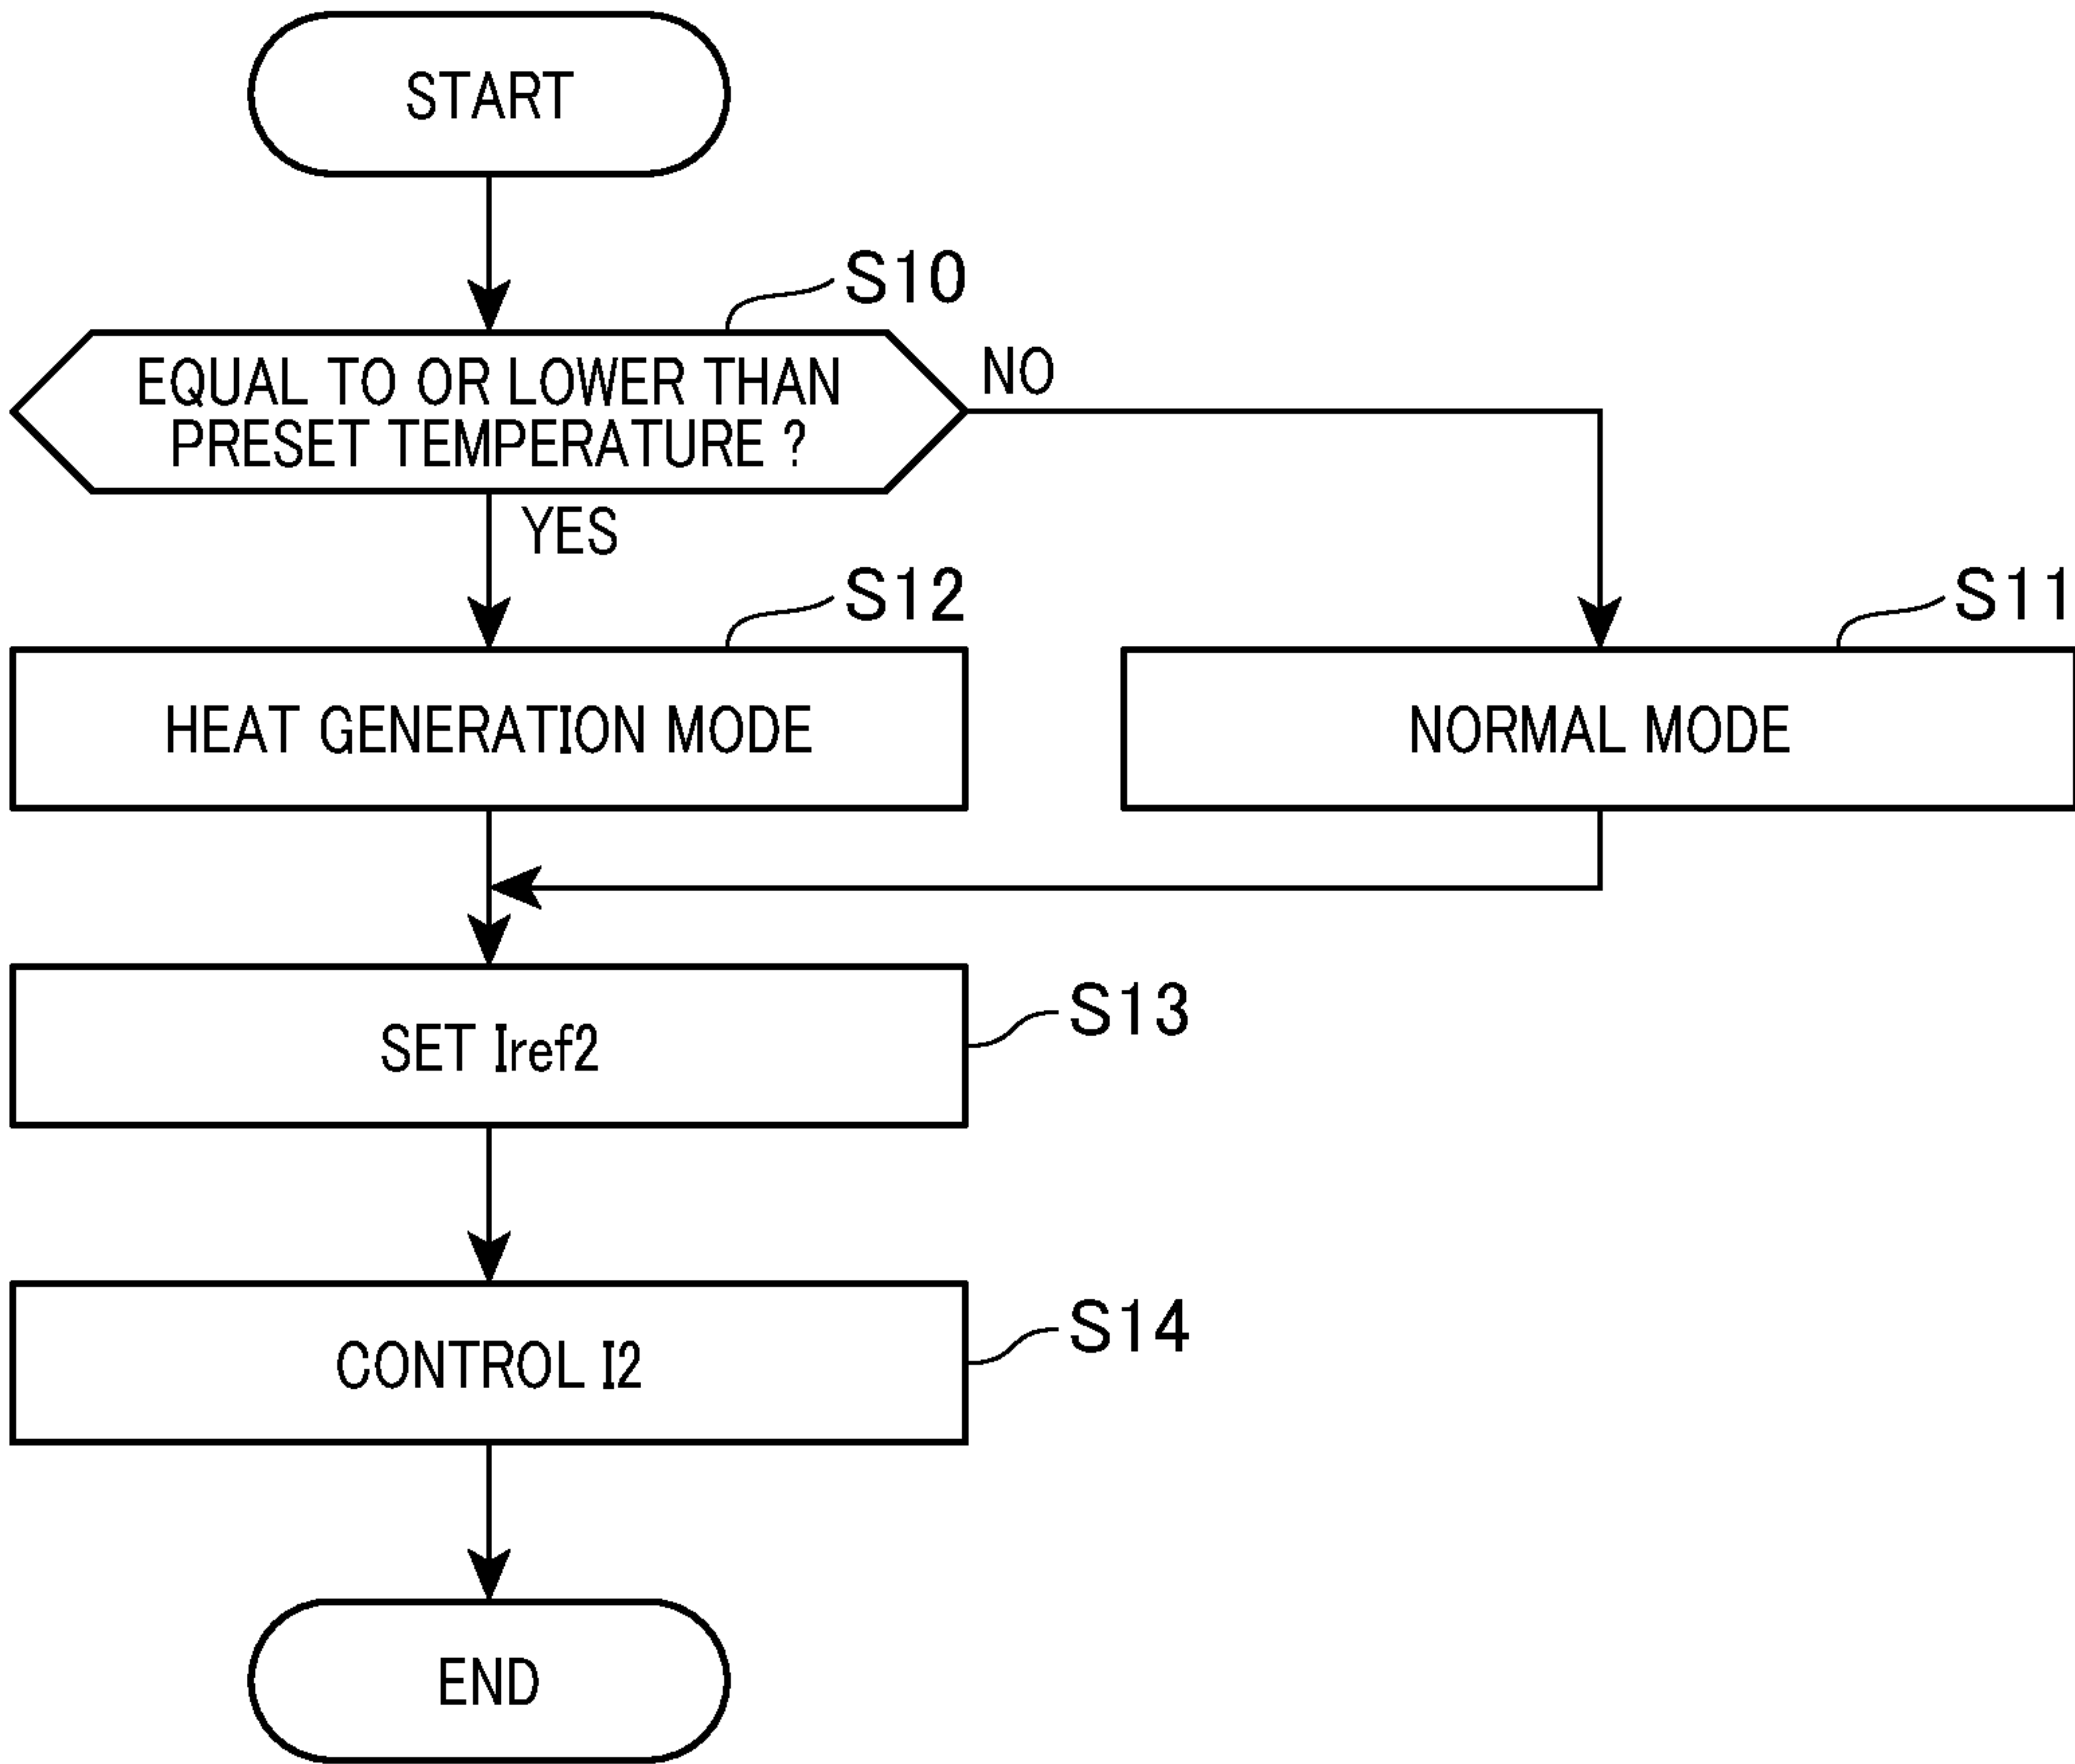 START
S10
EQUAL TO OR LOWER THAN
PRESET TEMPERATURE ?
NO
YES
S12
S11
HEAT GENERATION MODE
NORMAL MODE
SET Iref2
S13
CONTROL I2
S14
END